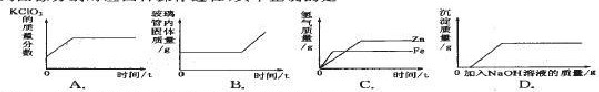 KClO₃
的
质
量
分
数
0
时间/t
A.
玻璃
管内
固体
质量
/g
0
时间/t
B.
氢
气
质
量
/g
0
Zn
Fe
时间/t
C.
沉
淀
质
量
/g
0
加入NaOH溶液的质量/g
D.